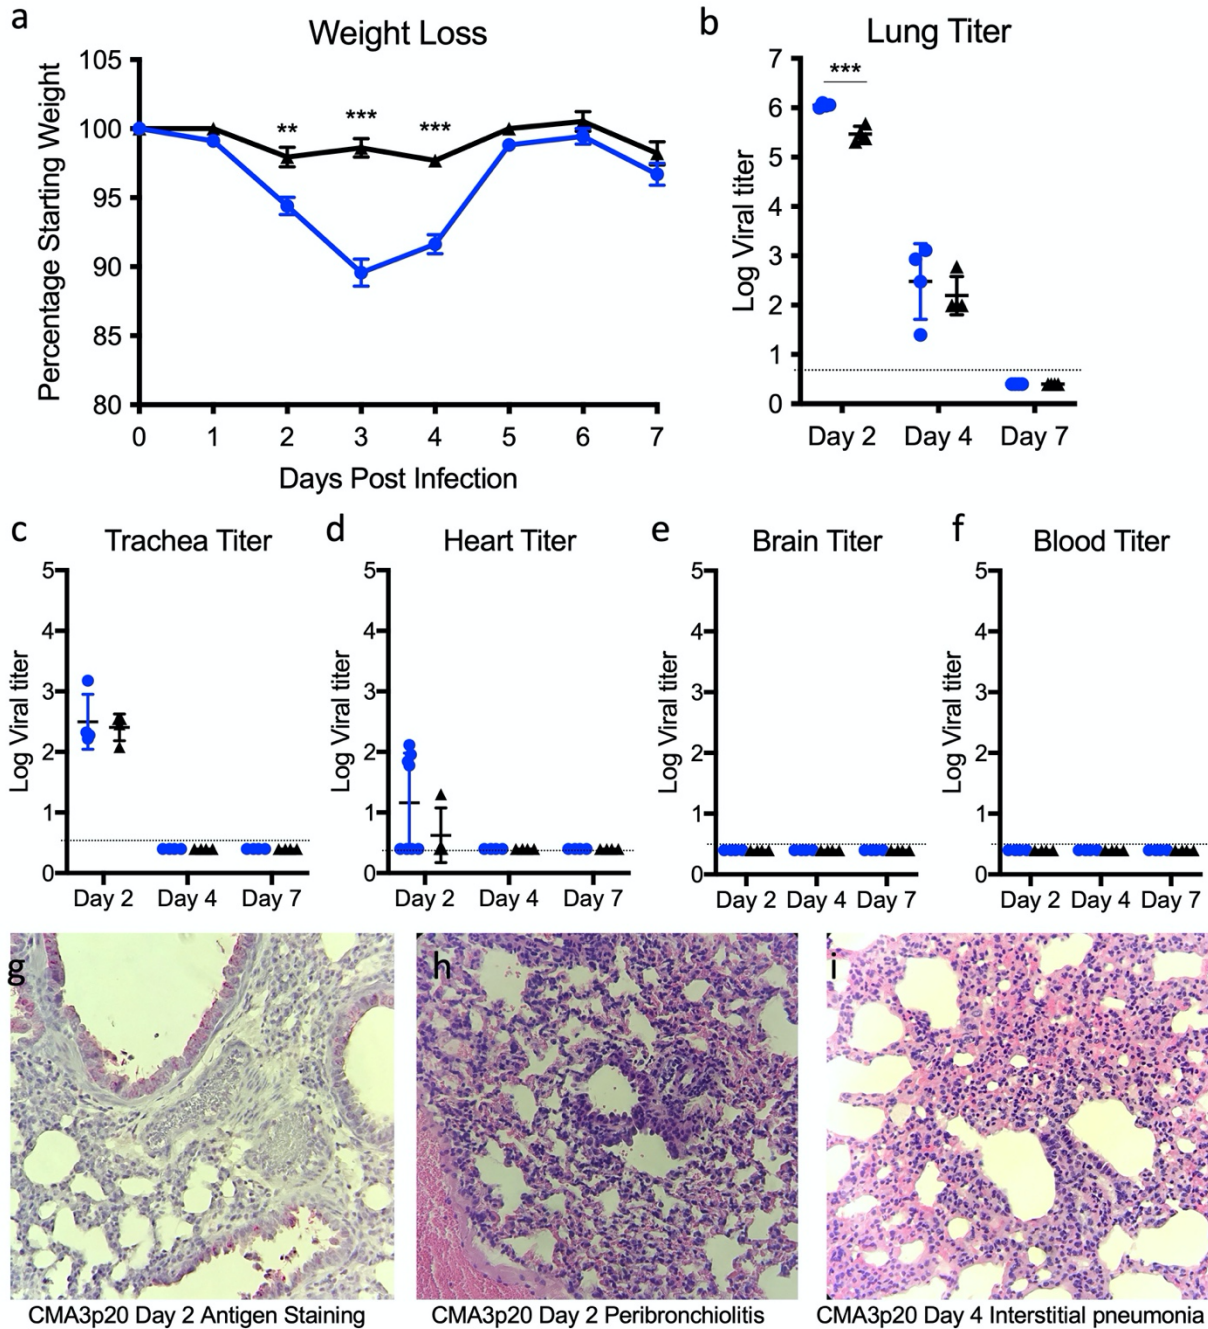 a
Weight Loss
Percentage Starting Weight
105
100
95
90
85
80
** *** ***
0 1 2 3 4 5 6 7
Days Post Infection
b
Lung Titer
Log Viral titer
7
6
5
4
3
2
1
0
***
Day 2 Day 4 Day 7
c
Trachea Titer
Log Viral titer
5
4
3
2
1
0
Day 2 Day 4 Day 7
d
Heart Titer
Log Viral titer
5
4
3
2
1
0
Day 2 Day 4 Day 7
e
Brain Titer
Log Viral titer
5
4
3
2
1
0
Day 2 Day 4 Day 7
f
Blood Titer
Log Viral titer
5
4
3
2
1
0
Day 2 Day 4 Day 7
g
CMA3p20 Day 2 Antigen Staining
h
CMA3p20 Day 2 Peribronchiolitis
i
CMA3p20 Day 4 Interstitial pneumonia